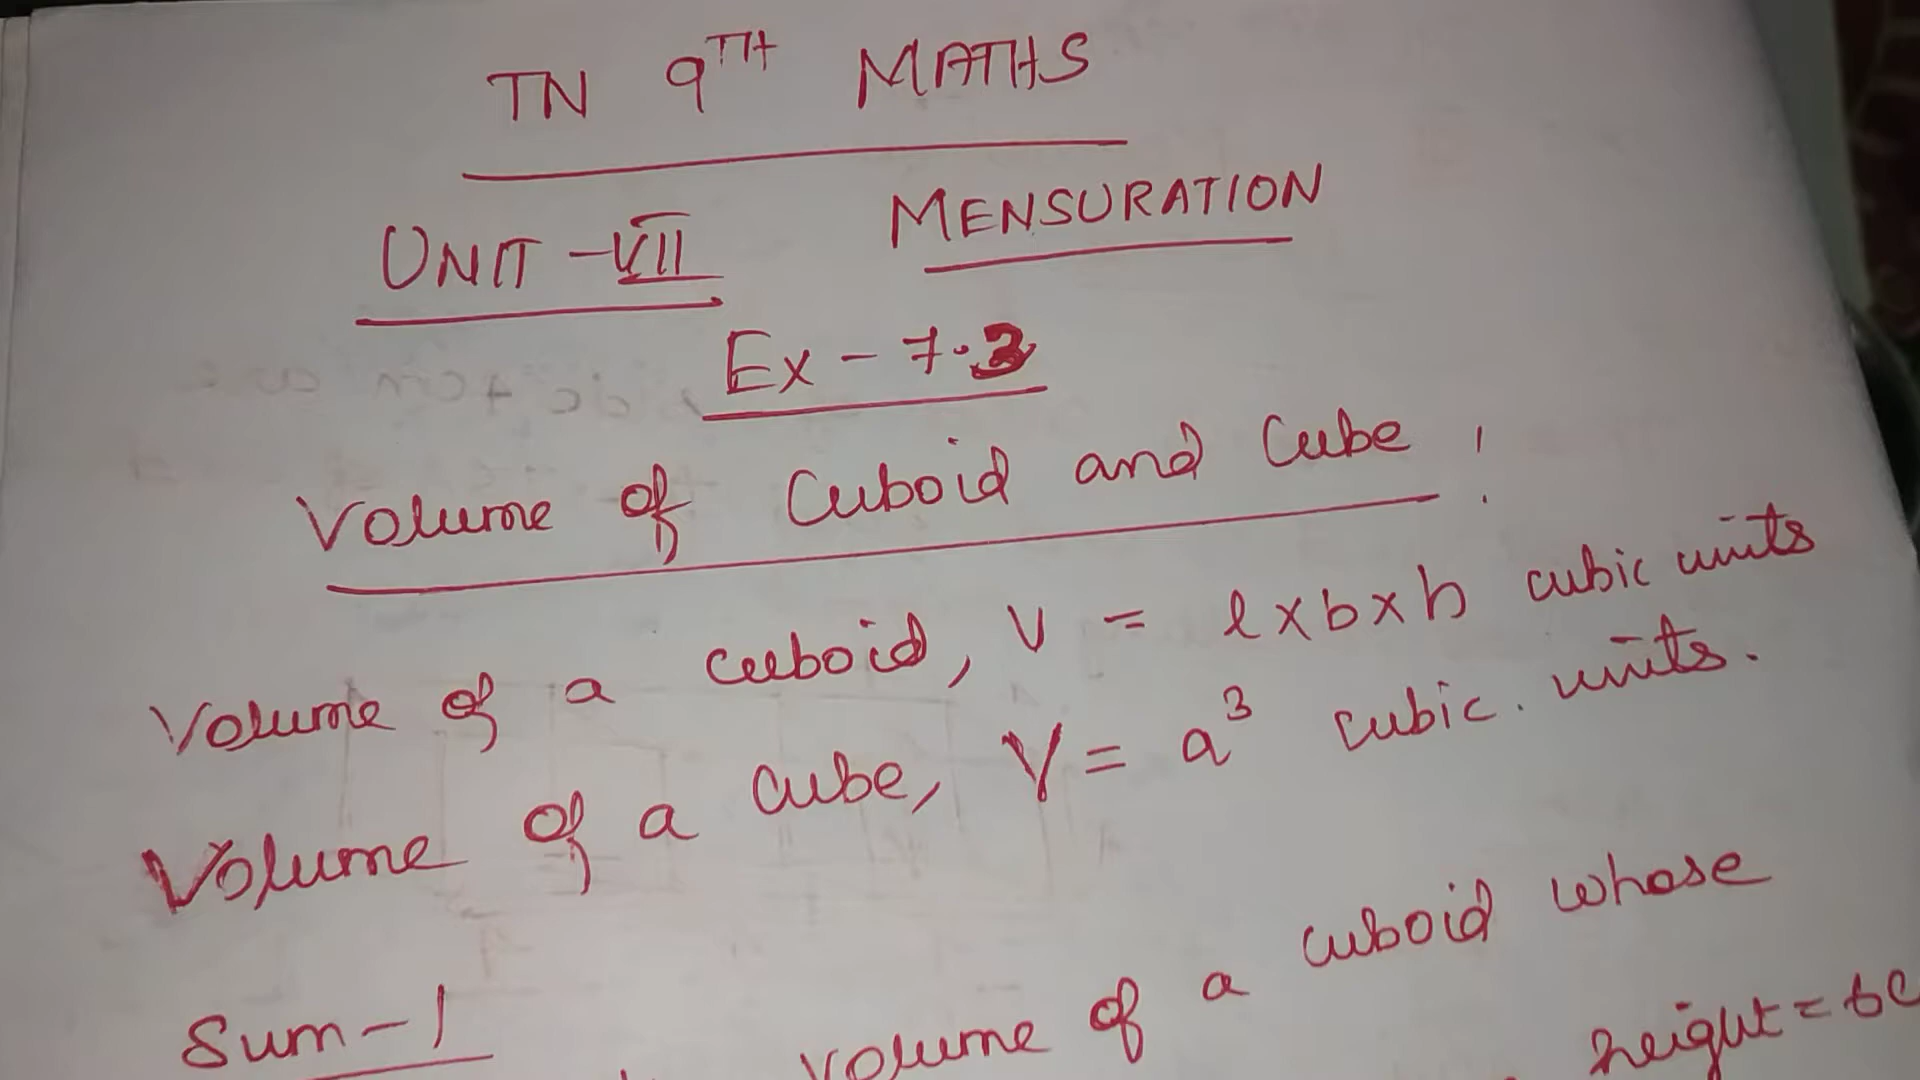 TN 9TH MATHS
UNIT - VII MENSURATION
Ex - 7.3
Volume of Cuboid and Cube :
Volume of a cuboid, V = l×b×h cubic units
Volume of a cube, V = a³ cubic. units.
Sum - 1
volume of a cuboid whose
height = 6c